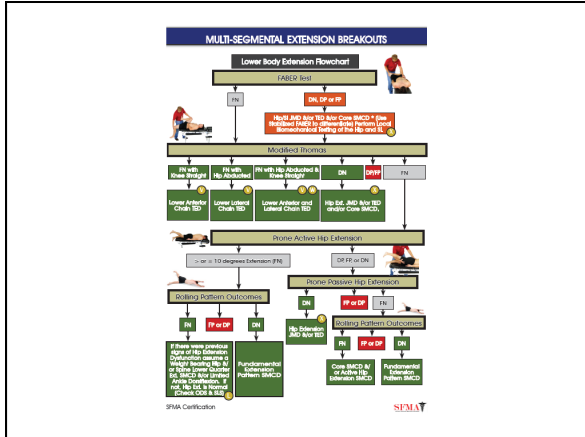 MULTI-SEGMENTAL EXTENSION BREAKOUTS
Lower Body Extension Flowchart
FABER Test
FN
DN, DP or FP
Hip/SI JMD &/or TED &/or Core SMCD * (Use
Stabilized FABER to differentiate) Perform Local
Biomechanical Testing of the Hip and SI.
Modified Thomas
FN with
Knee Straight
FN with
Hip Abducted
FN with Hip Abducted &
Knee Straight
DN
DP/FP
FN
Lower Anterior
Chain TED
Lower Lateral
Chain TED
Lower Anterior and
Lateral Chain TED
Hip Ext. JMD &/or TED
and/or Core SMCD.
Prone Active Hip Extension
> or = 10 degrees Extension (FN)
DP, FP, or DN
Prone Passive Hip Extension
Rolling Pattern Outcomes
DN
FP or DP
FN
FN
FP or DP
DN
Hip Extension
JMD &/or TED
Rolling Pattern Outcomes
FN
FP or DP
DN
If there were previous
signs of Hip Extension
Dysfunction assume a
Weight Bearing Hip &/
or Spine Lower Quarter
Ext. SMCD &/or Limited
Ankle Dorsiflexion. If
not, Hip Ext. is Normal
(Check ODS & SLS)
Fundamental
Extension
Pattern SMCD
Core SMCD &/
or Active Hip
Extension SMCD
Fundamental
Extension
Pattern SMCD
SFMA Certification
SFMA